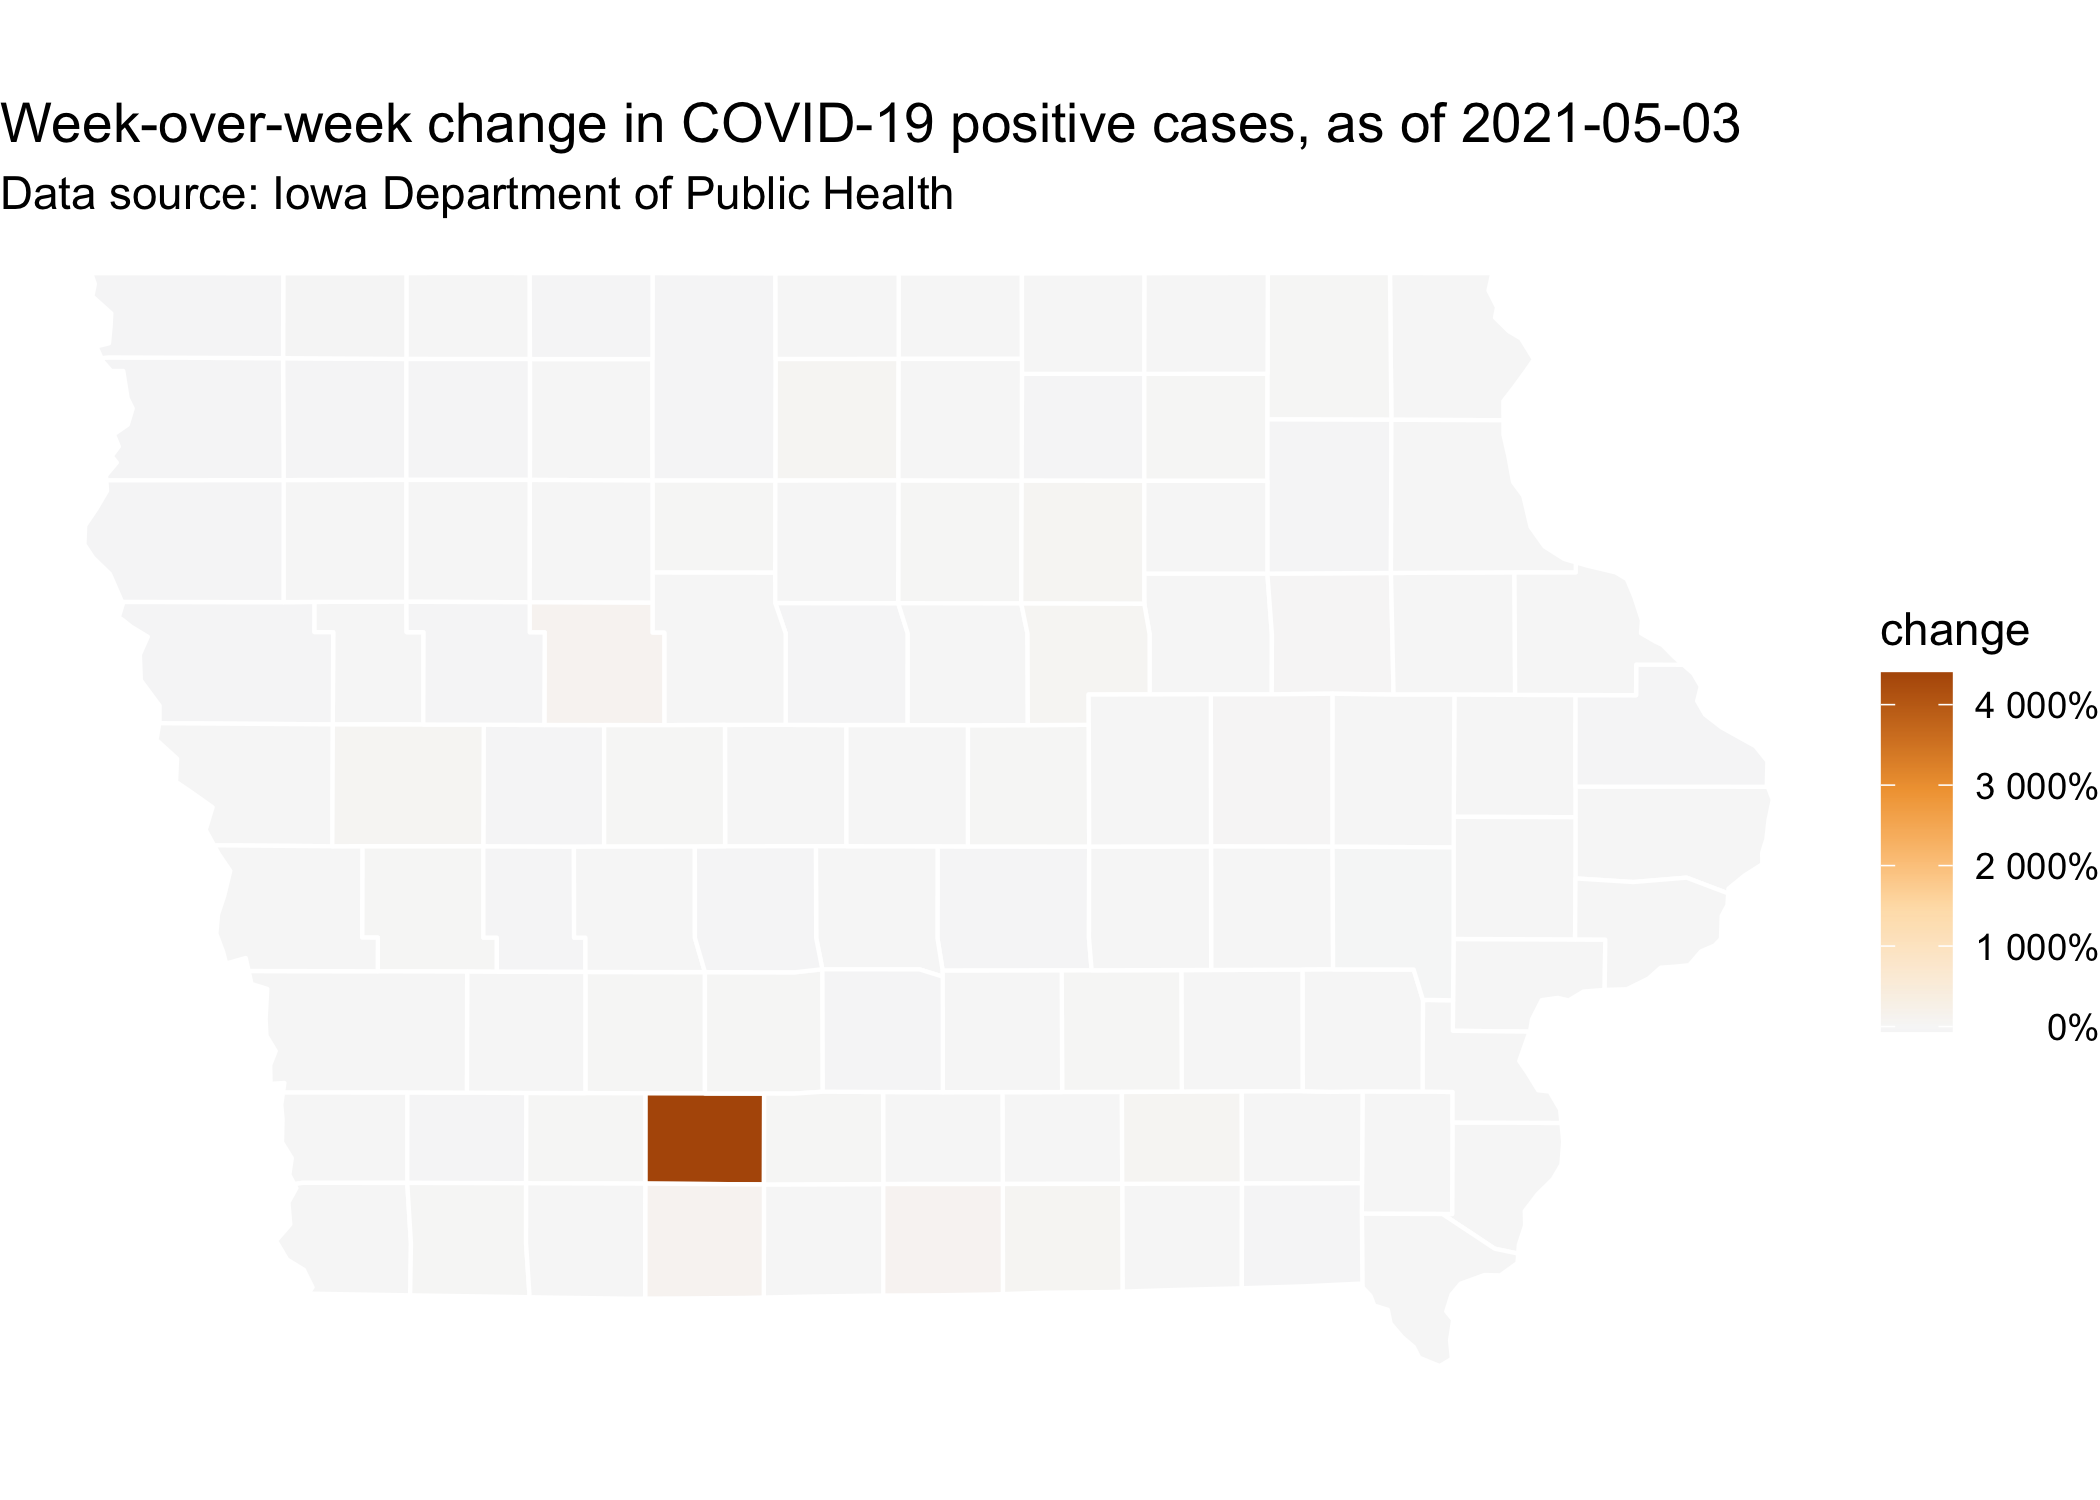 Week-over-week change in COVID-19 positive cases, as of 2021-05-03
Data source: Iowa Department of Public Health
change
4 000%
3 000%
2 000%
1 000%
0%